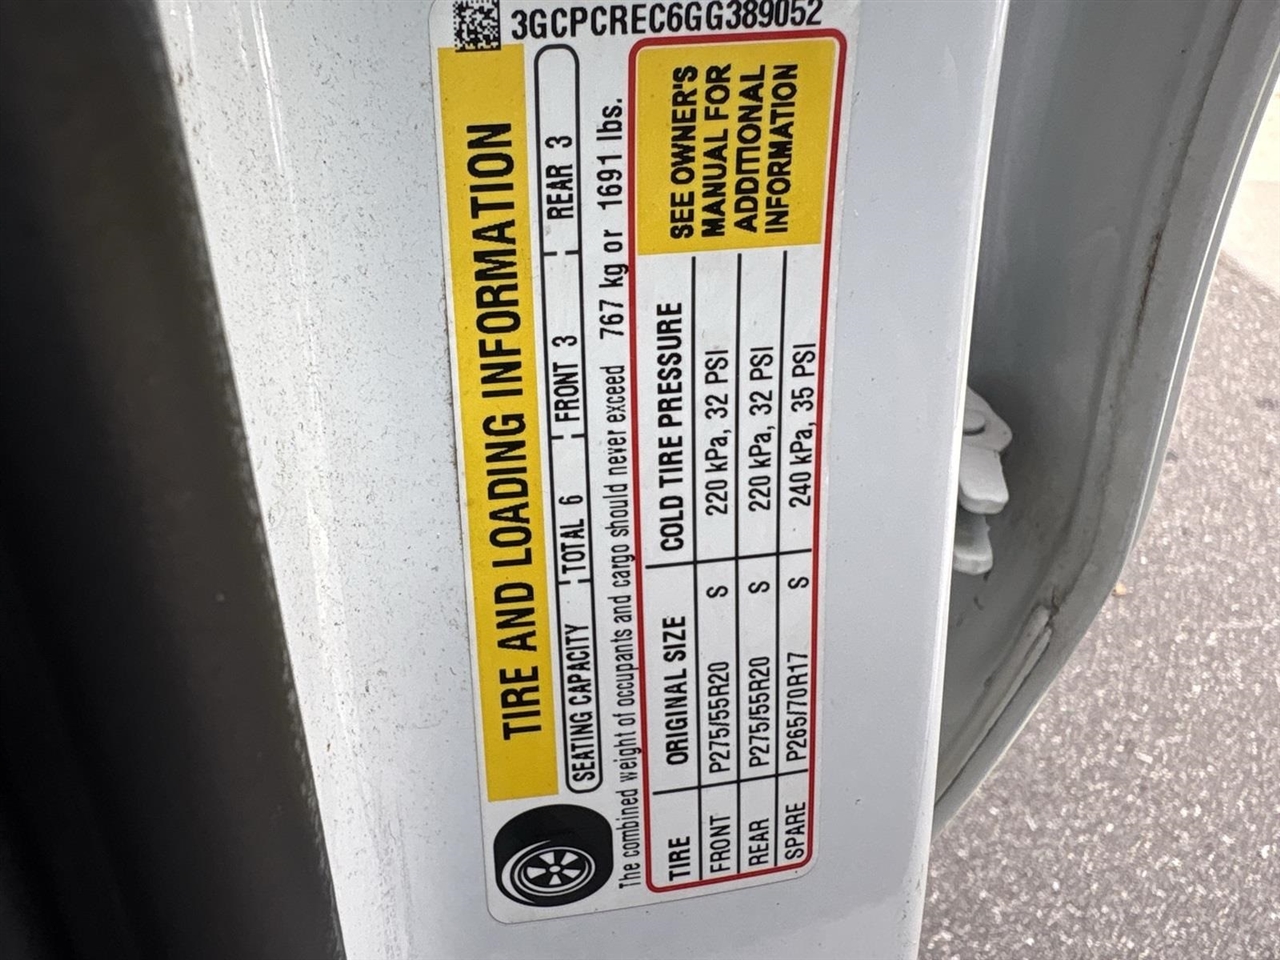 3GCPCREC6GG389052
TIRE AND LOADING INFORMATION
SEATING CAPACITY TOTAL 6 FRONT 3 REAR 3
The combined weight of occupants and cargo should never exceed 767 kg or 1691 lbs.
TIRE ORIGINAL SIZE COLD TIRE PRESSURE
FRONT P275/55R20 S 220 kPa, 32 PSI
REAR P275/55R20 S 220 kPa, 32 PSI
SPARE P265/70R17 S 240 kPa, 35 PSI
SEE OWNER'S
MANUAL FOR
ADDITIONAL
INFORMATION